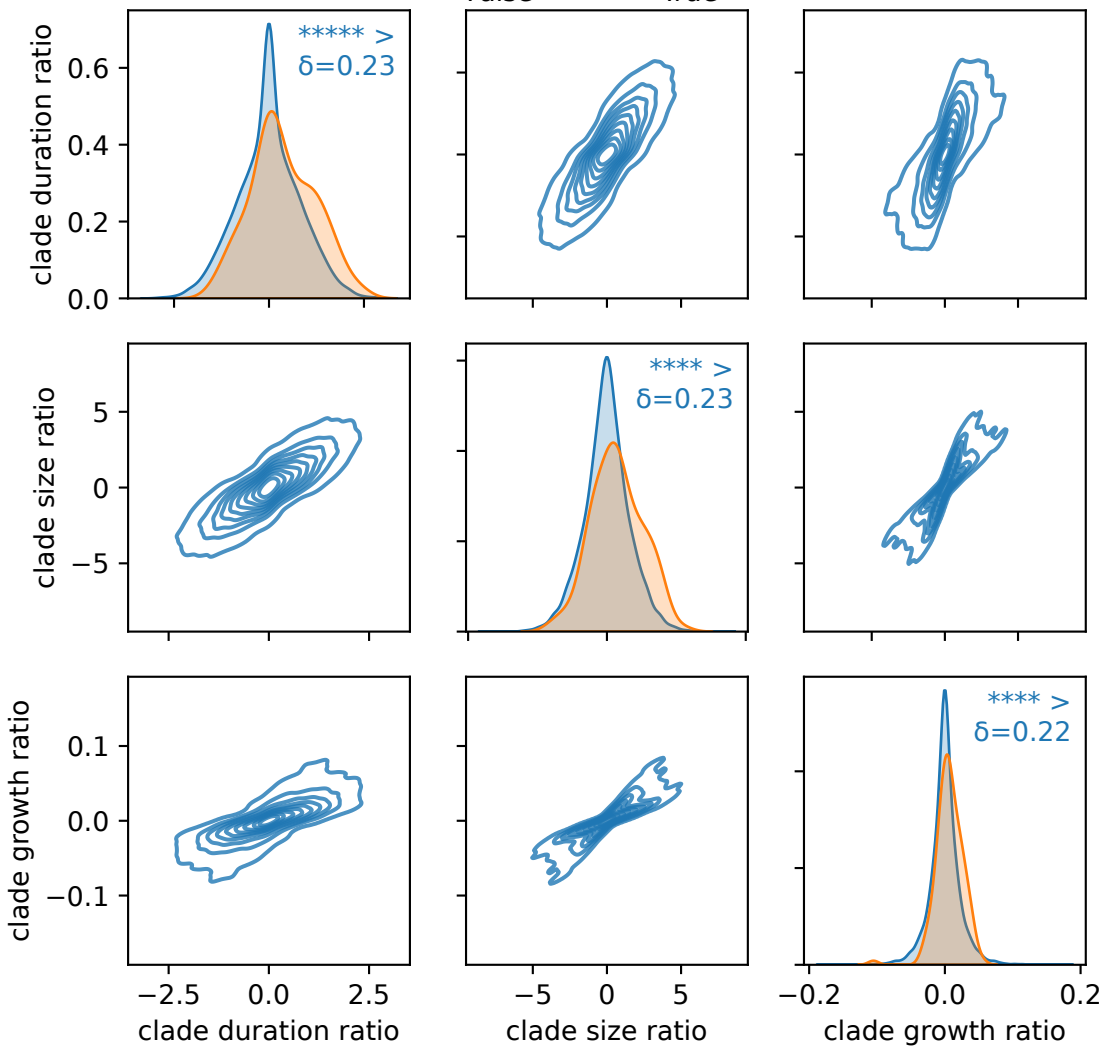 clade duration ratio
0.6
0.4
0.2
0.0
***** >
δ=0.23
clade size ratio
5
0
−5
**** >
δ=0.23
clade growth ratio
0.1
0.0
−0.1
**** >
δ=0.22
−2.5 0.0 2.5
−5 0 5
−0.2 0.0 0.2
clade duration ratio
clade size ratio
clade growth ratio